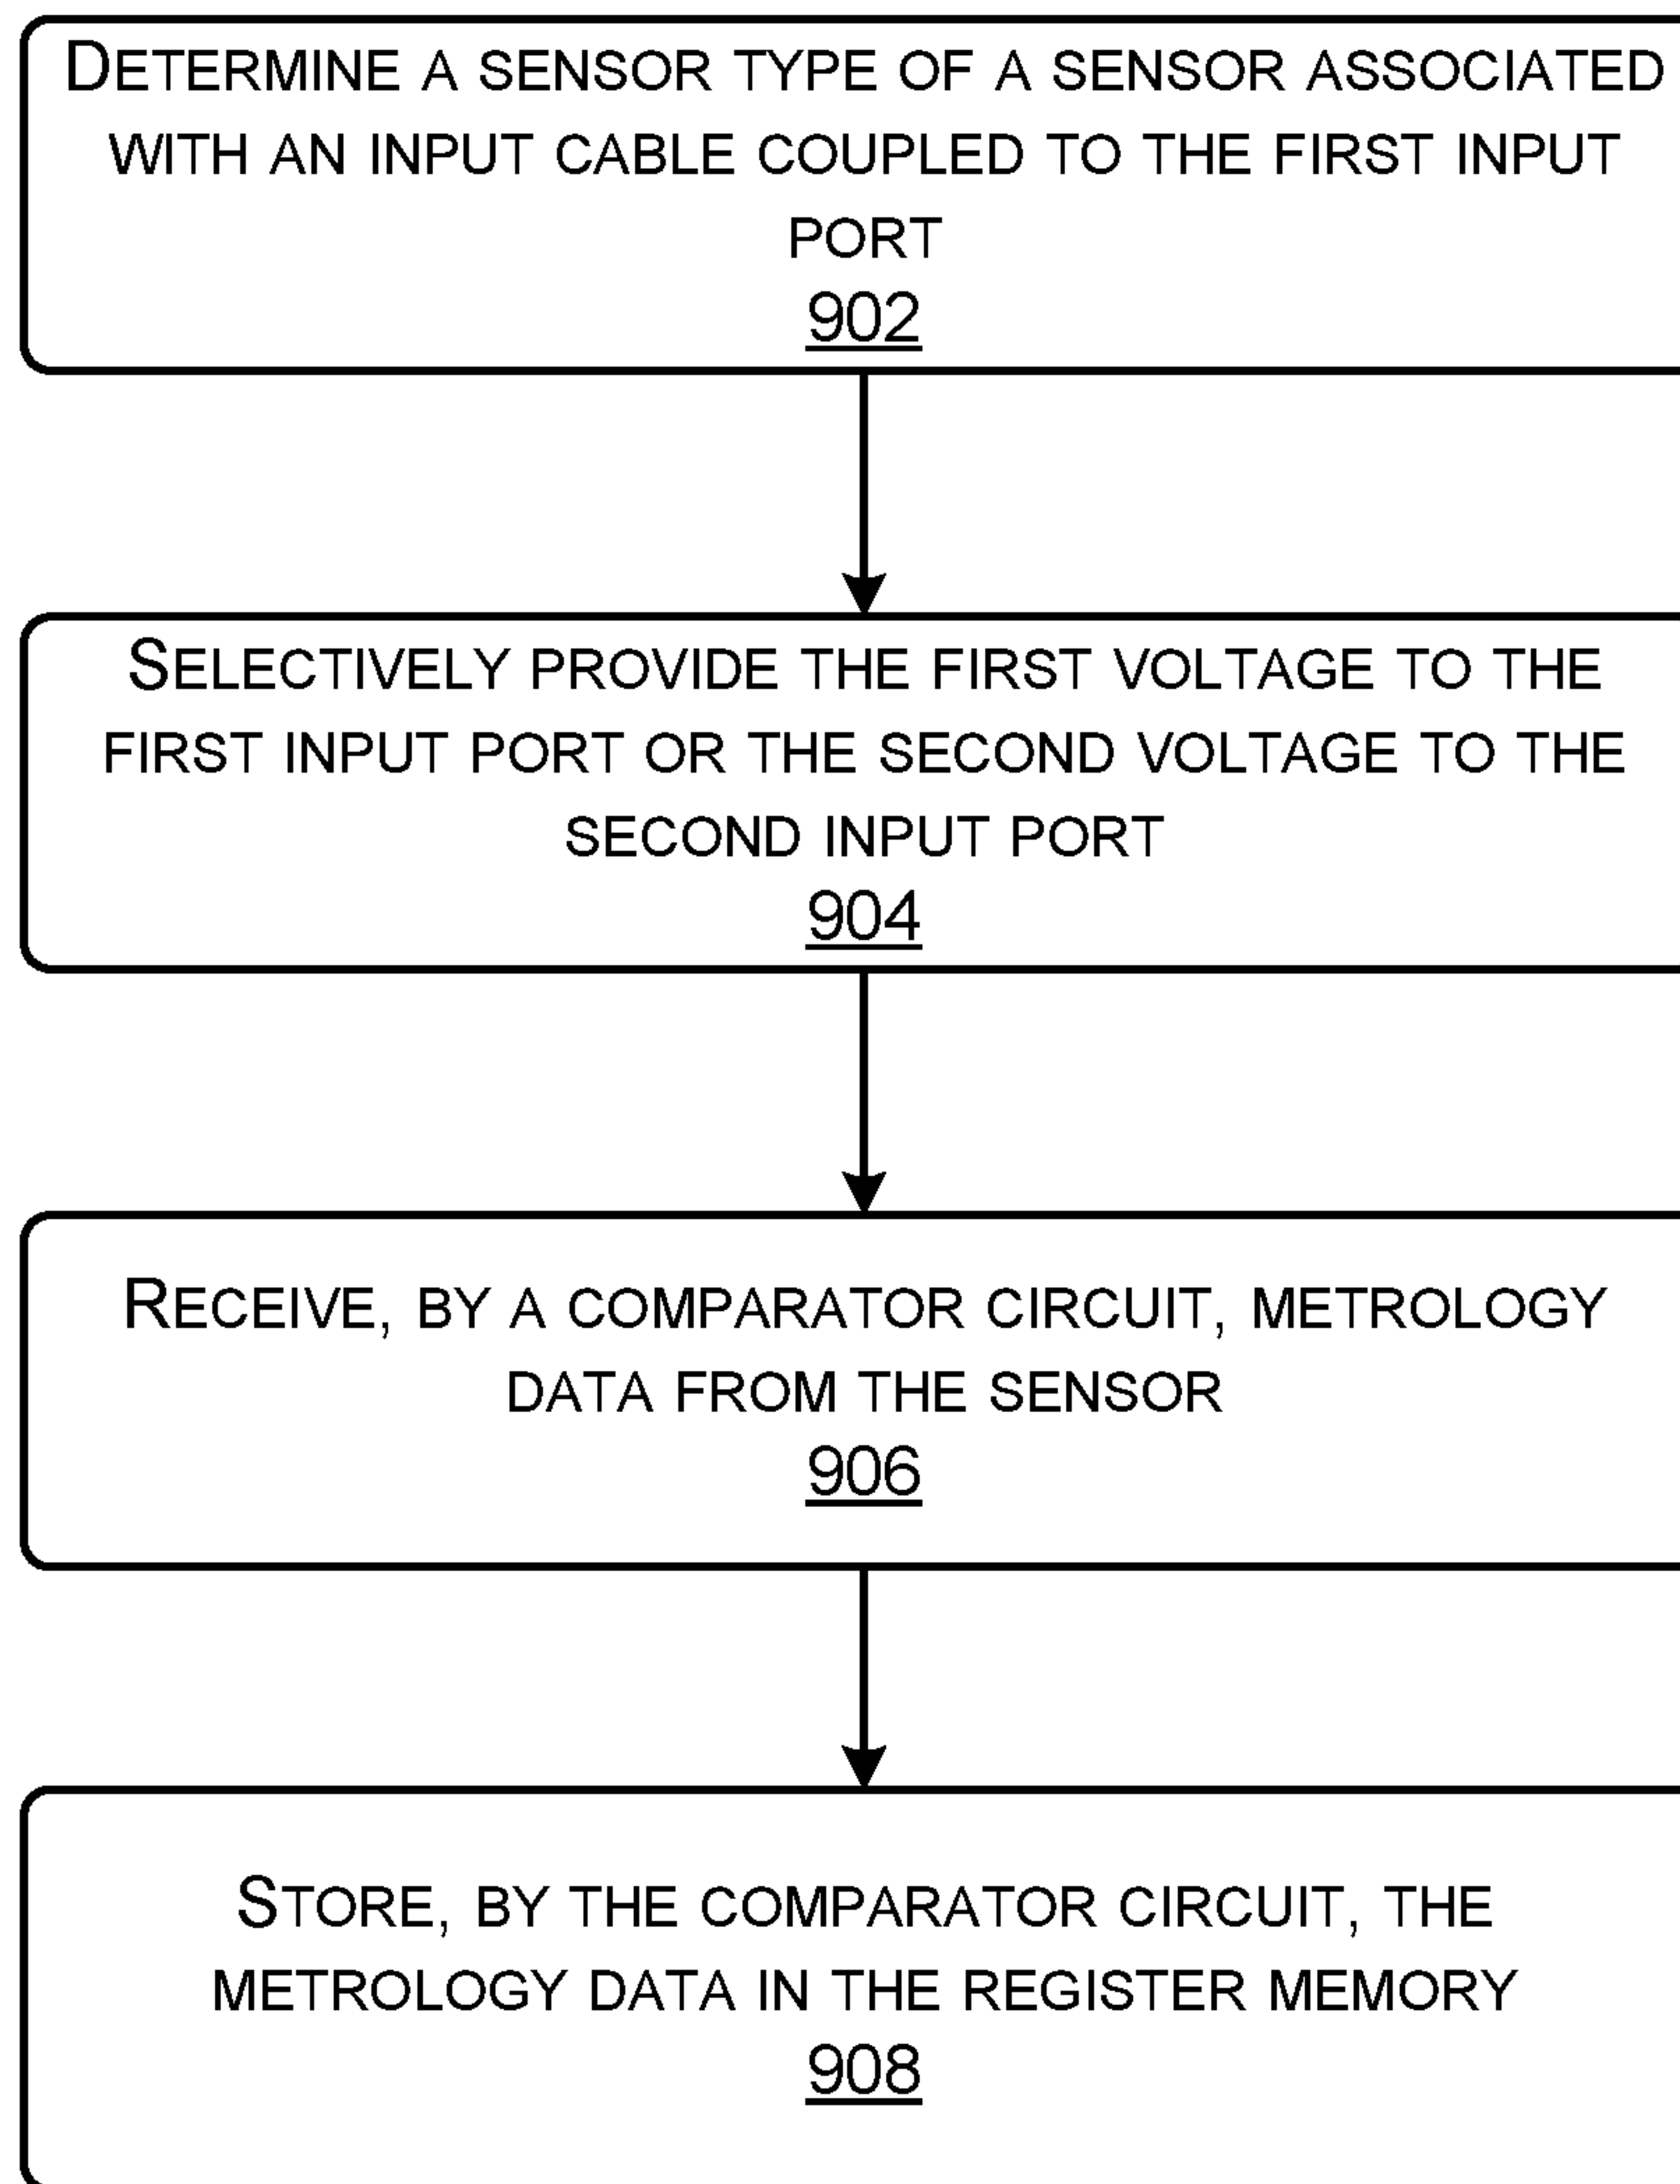 DETERMINE A SENSOR TYPE OF A SENSOR ASSOCIATED
WITH AN INPUT CABLE COUPLED TO THE FIRST INPUT
PORT
902
SELECTIVELY PROVIDE THE FIRST VOLTAGE TO THE
FIRST INPUT PORT OR THE SECOND VOLTAGE TO THE
SECOND INPUT PORT
904
RECEIVE, BY A COMPARATOR CIRCUIT, METROLOGY
DATA FROM THE SENSOR
906
STORE, BY THE COMPARATOR CIRCUIT, THE
METROLOGY DATA IN THE REGISTER MEMORY
908